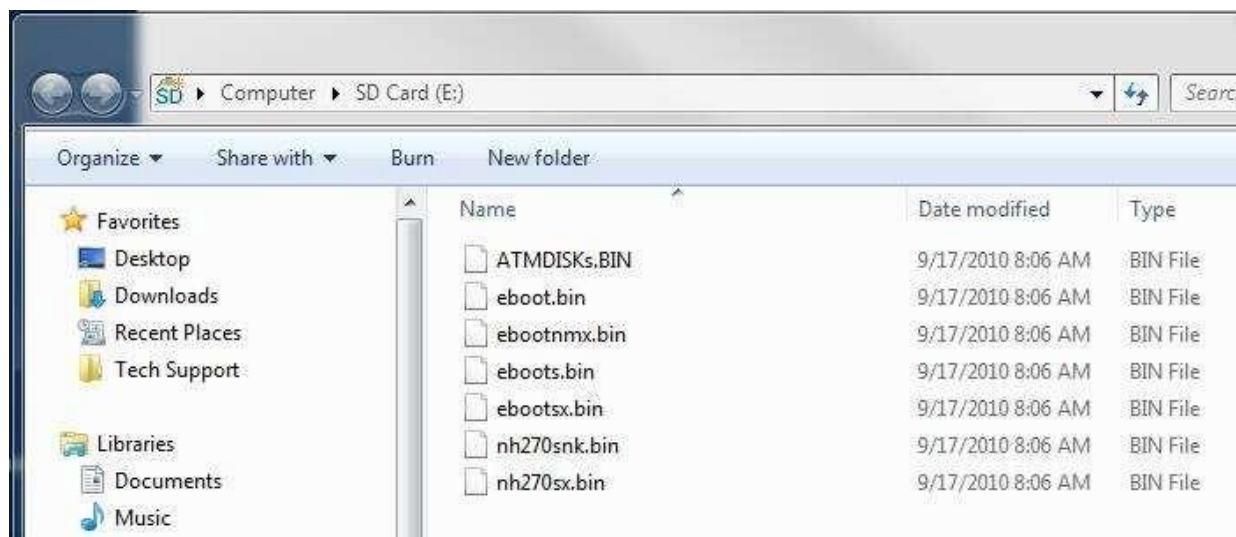 SD Computer SD Card (E:) Searc
Organize Share with Burn New folder
Favorites
Desktop
Downloads
Recent Places
Tech Support
Libraries
Documents
Music
Name Date modified Type
ATMDISKs.BIN 9/17/2010 8:06 AM BIN File
eboot.bin 9/17/2010 8:06 AM BIN File
ebootnmx.bin 9/17/2010 8:06 AM BIN File
eboots.bin 9/17/2010 8:06 AM BIN File
ebootsx.bin 9/17/2010 8:06 AM BIN File
nh270snk.bin 9/17/2010 8:06 AM BIN File
nh270sx.bin 9/17/2010 8:06 AM BIN File